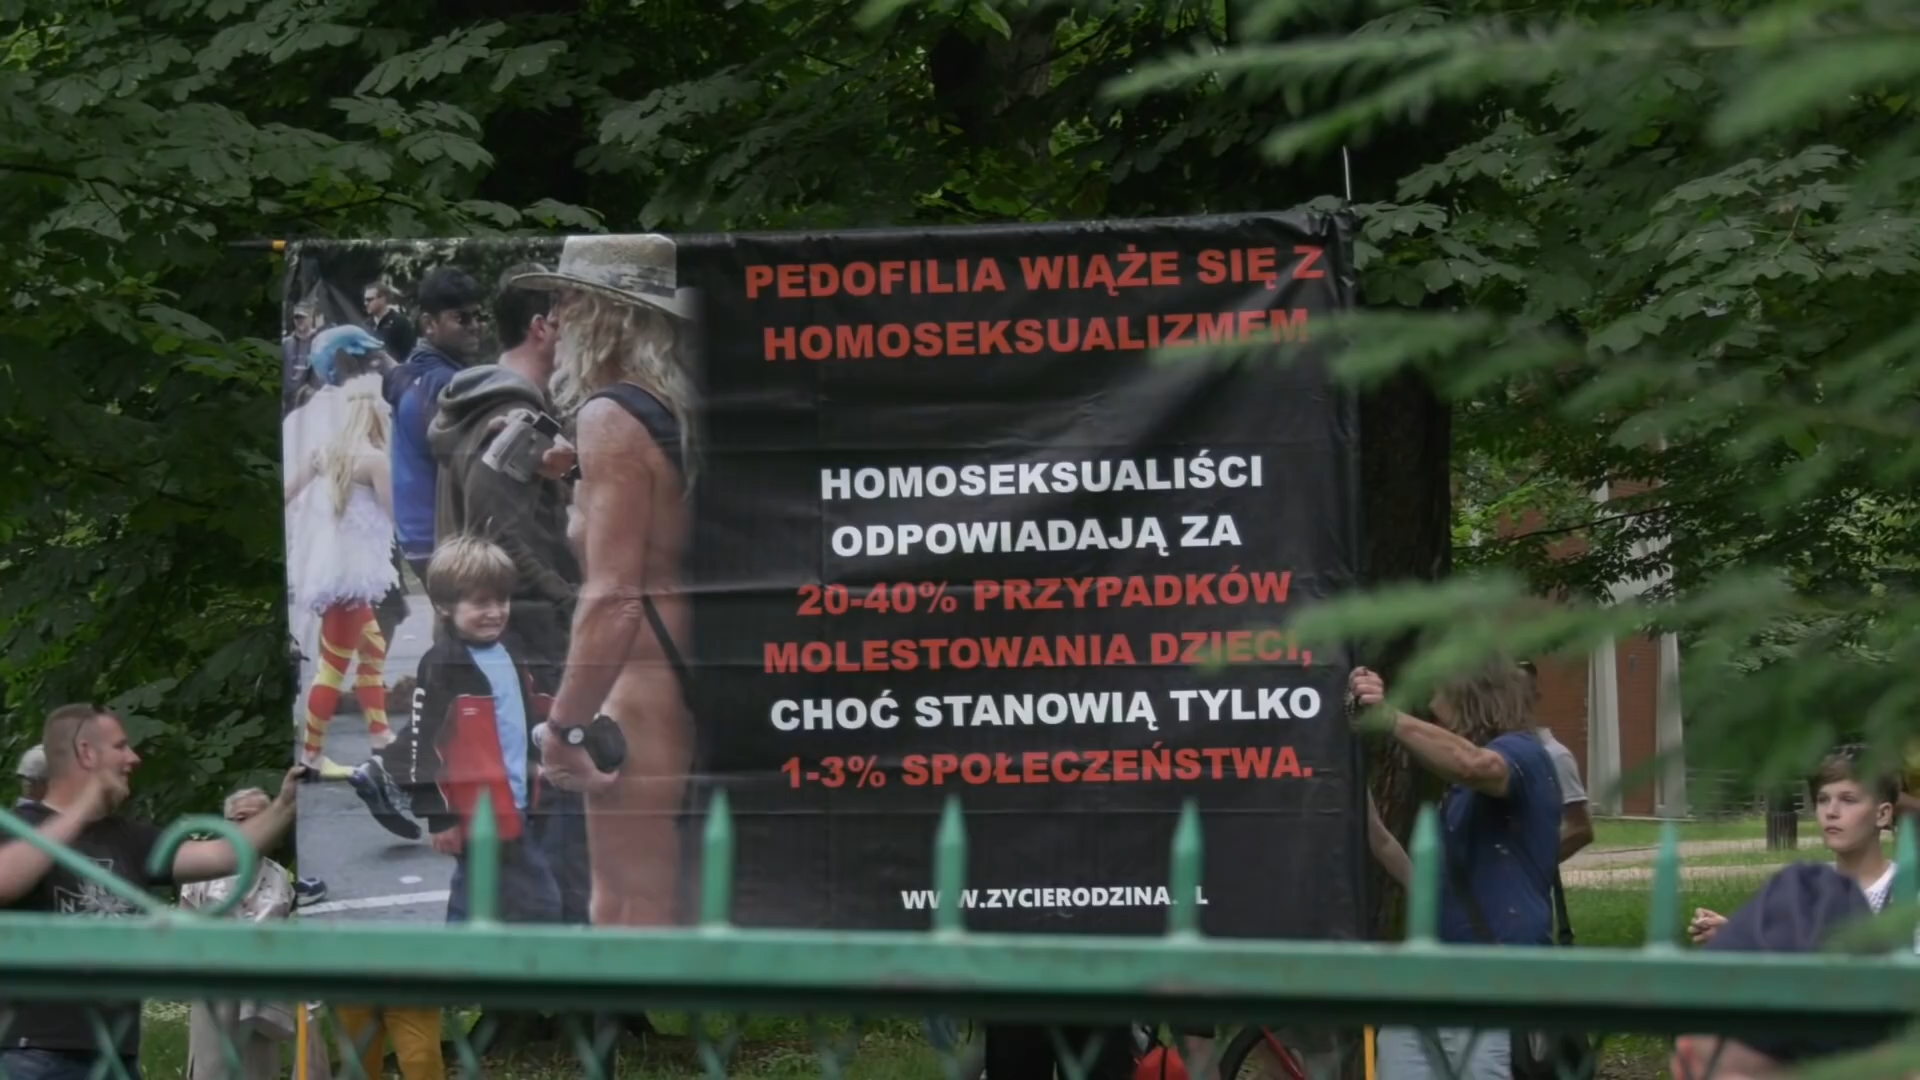 PEDOFILIA WIĄŻE SIĘ Z
HOMOSEKSUALIZMEM
HOMOSEKSUALIŚCI
ODPOWIADAJĄ ZA
20-40% PRZYPADKÓW
MOLESTOWANIA DZIECI,
CHOĆ STANOWIĄ TYLKO
1-3% SPOŁECZEŃSTWA.
WWW.ZYCIERODZINA.PL